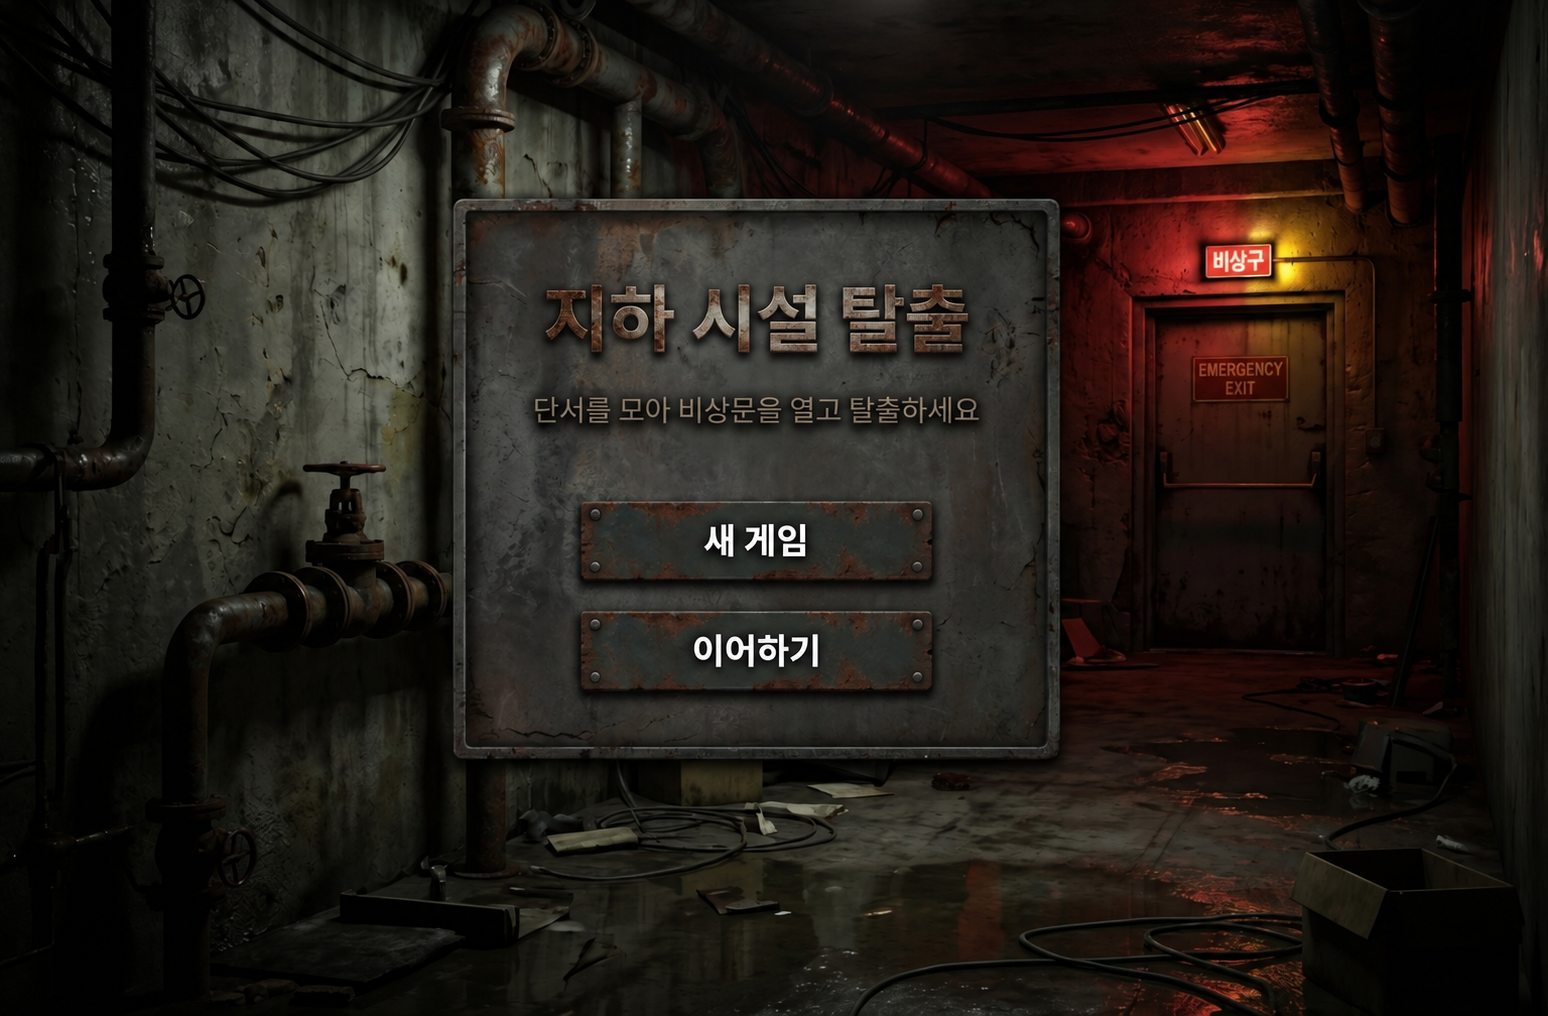 지하 시설 탈출
단서를 모아 비상문을 열고 탈출하세요
새 게임
이어하기
비상구
EMERGENCY
EXIT